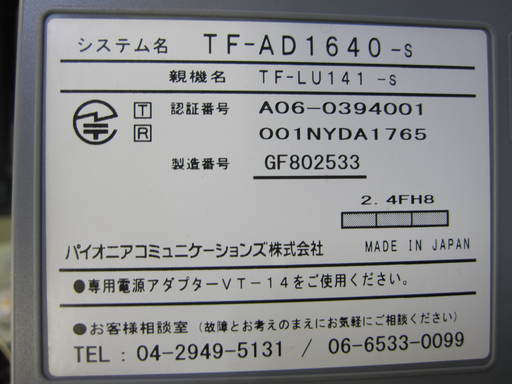 システム名 TF-AD1640-S
親機名 TF-LU141-S
T 認証番号 A06-0394001
R 001NYDA1765
製造番号 GF802533
2.4FH8
パイオニアコミュニケーションズ株式会社 MADE IN JAPAN
●専用電源アダプターVT-14をご使用ください。
●お客様相談室(故障とお考えのまえにお気軽にご相談ください)
TEL : 04-2949-5131 / 06-6533-0099